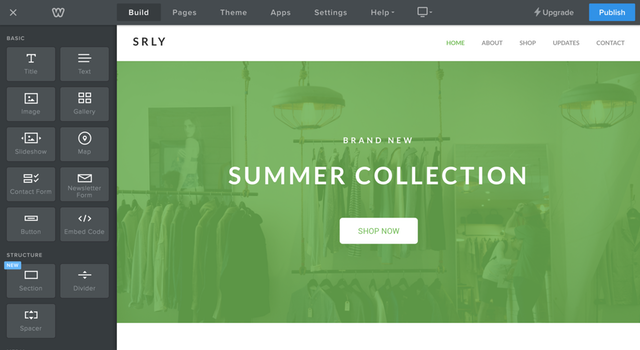 Build
Pages
Theme
Apps
Settings
Help
Upgrade
Publish
BASIC
Title
Text
Image
Gallery
Slideshow
Map
Contact Form
Newsletter
Form
Button
Embed Code
STRUCTURE
NEW
Section
Divider
Spacer
SRLY
HOME
ABOUT
SHOP
UPDATES
CONTACT
BRAND NEW
SUMMER COLLECTION
SHOP NOW